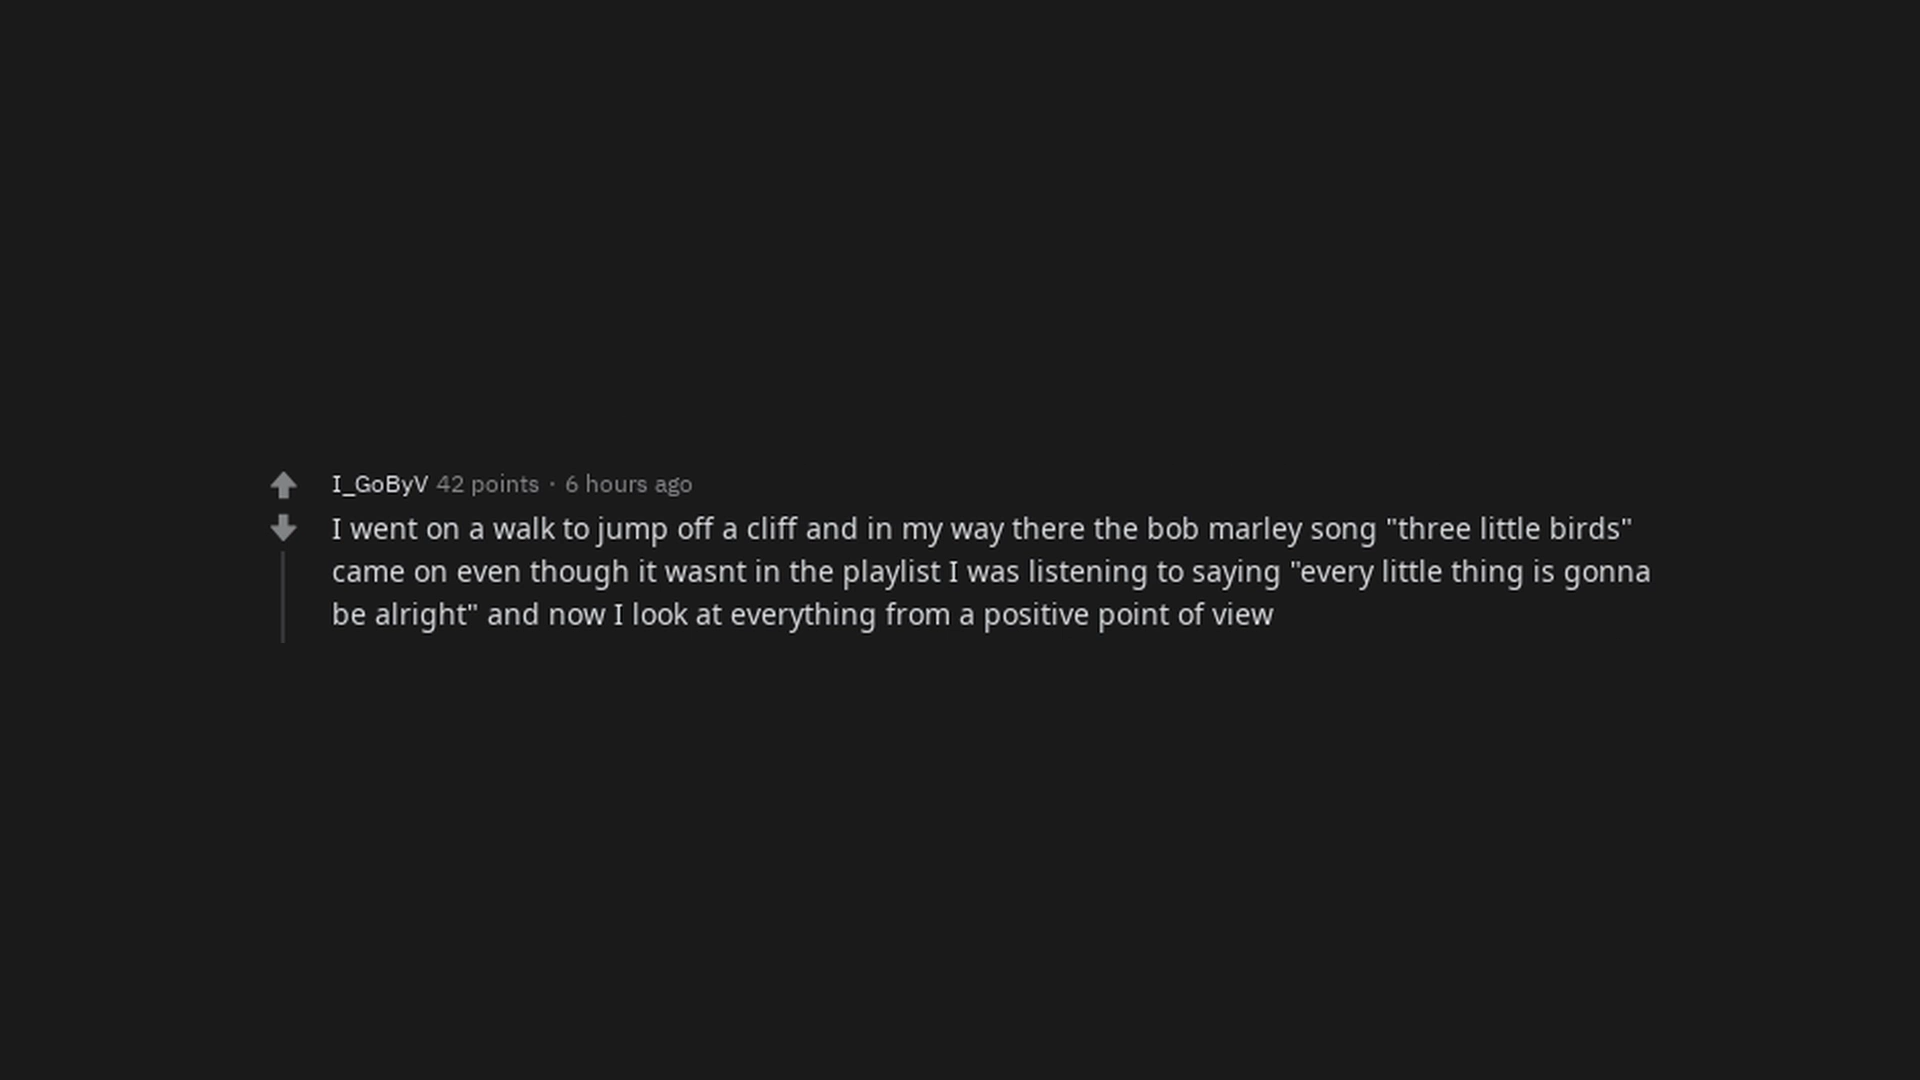 I_GoByV 42 points · 6 hours ago
I went on a walk to jump off a cliff and in my way there the bob marley song "three little birds"
came on even though it wasnt in the playlist I was listening to saying "every little thing is gonna
be alright" and now I look at everything from a positive point of view